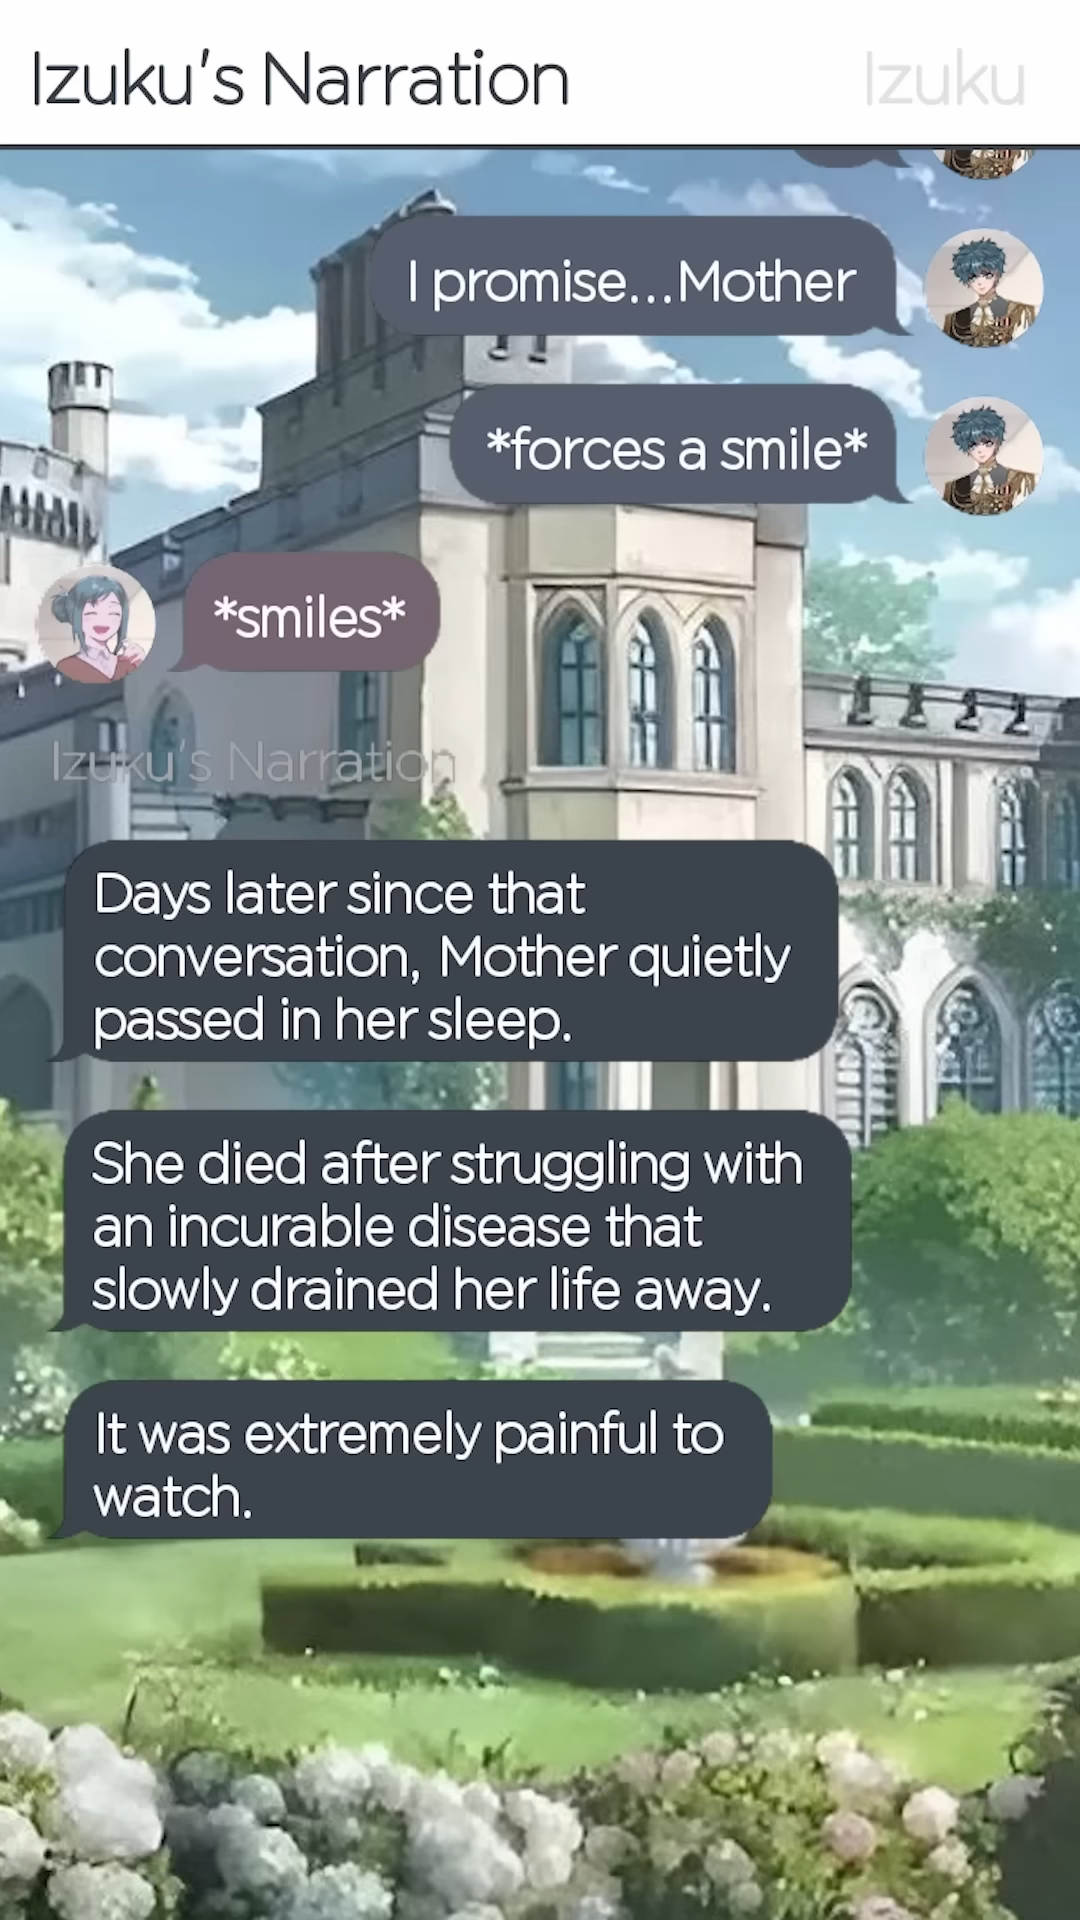 Izuku's Narration
Izuku
I promise...Mother
*forces a smile*
*smiles*
Izuku's Narration
Days later since that
conversation, Mother quietly
passed in her sleep.
She died after struggling with
an incurable disease that
slowly drained her life away.
It was extremely painful to
watch.